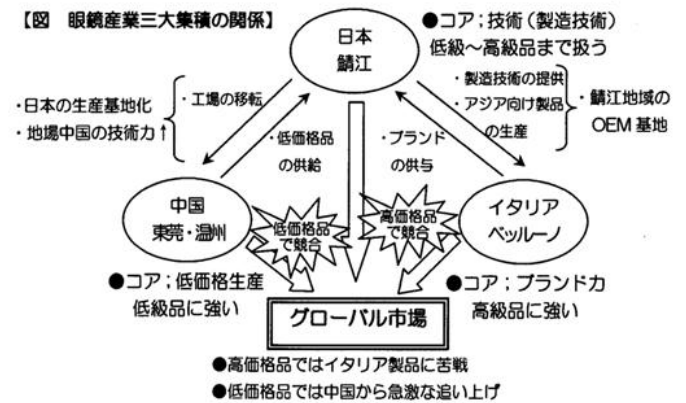 【図 眼鏡産業三大集積の関係】
日本
鯖江
●コア；技術（製造技術）
低級～高級品まで扱う
・日本の生産基地化
・地場中国の技術力↑
・工場の移転
・低価格品
の供給
・ブランド
の供与
・製造技術の提供
・アジア向け製品
の生産
・鯖江地域の
OEM基地
中国
東莞・温州
低価格品
で競合
高価格品
で競合
イタリア
ベッルーノ
●コア；低価格生産
低級品に強い
●コア；ブランド力
高級品に強い
グローバル市場
●高価格品ではイタリア製品に苦戦
●低価格品では中国から急激な追い上げ